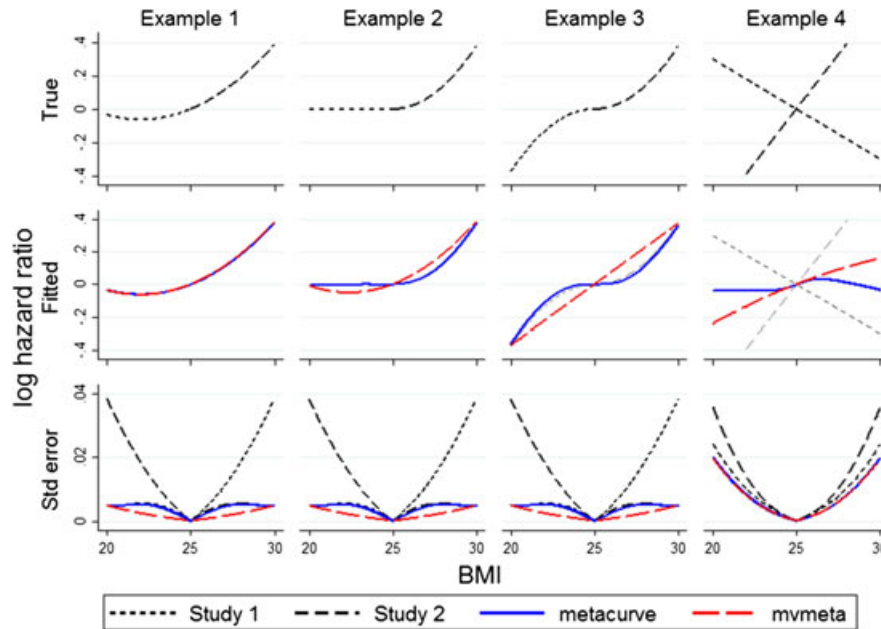 Example 1 Example 2 Example 3 Example 4
True
.4
.2
0
-.2
-.4
log hazard ratio
Fitted
.4
.2
0
-.2
-.4
Std error
.04
.02
0
20 25 30 20 25 30 20 25 30 20 25 30
BMI
Study 1 Study 2 metacurve mvmeta